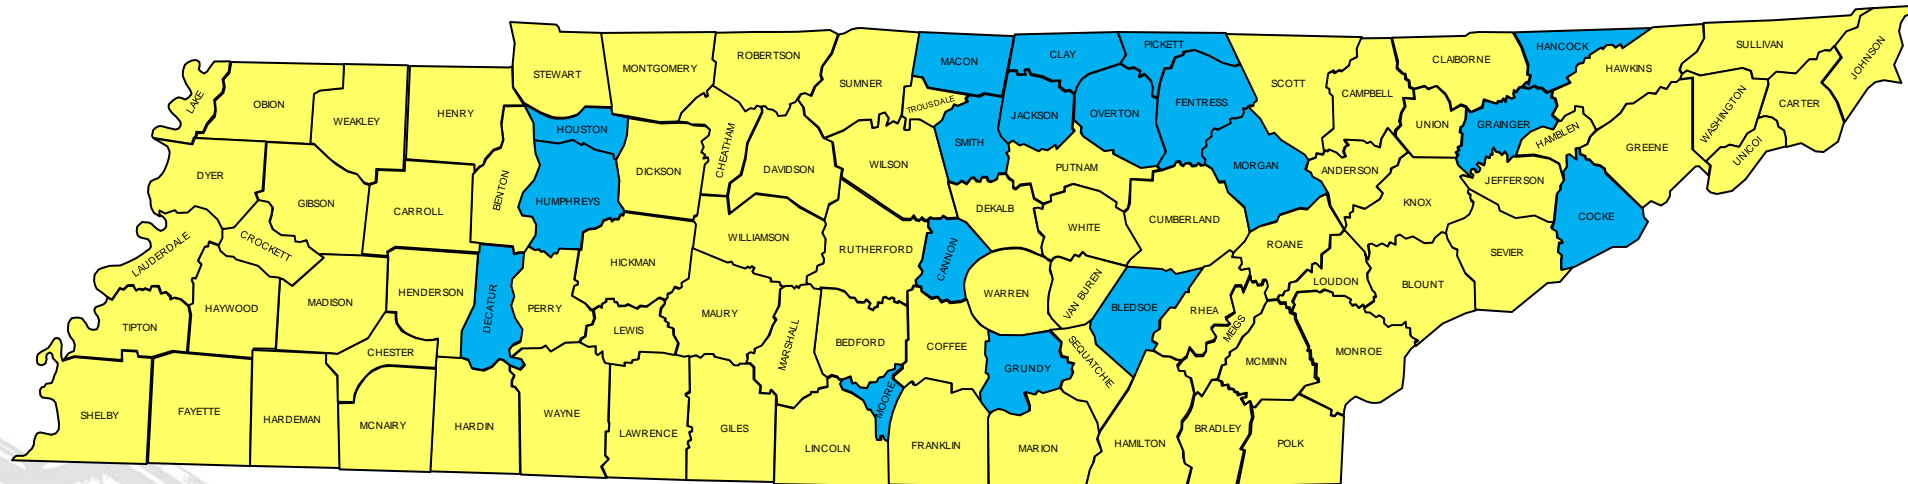 LAKE
OBION
WEAKLEY
HENRY
STEWART
MONTGOMERY
ROBERTSON
SUMNER
MACON
TROUSDALE
CLAY
PICKETT
SCOTT
CAMPBELL
CLAIBORNE
HANCOCK
HAWKINS
SULLIVAN
JOHNSON
CARTER
WASHINGTON
UNICOI
GREENE
HAMBLEN
GRAINGER
UNION
FENTRESS
OVERTON
JACKSON
SMITH
WILSON
DAVIDSON
CHEATHAM
DICKSON
HOUSTON
HUMPHREYS
BENTON
CARROLL
GIBSON
DYER
LAUDERDALE
CROCKETT
HAYWOOD
MADISON
HENDERSON
DECATUR
PERRY
HICKMAN
WILLIAMSON
RUTHERFORD
CANNON
DEKALB
PUTNAM
WHITE
CUMBERLAND
MORGAN
ANDERSON
KNOX
JEFFERSON
COCKE
SEVIER
BLOUNT
LOUDON
ROANE
RHEA
MEIGS
BLEDSOE
VAN BUREN
WARREN
COFFEE
BEDFORD
MARSHALL
MAURY
LEWIS
CHESTER
TIPTON
SHELBY
FAYETTE
HARDEMAN
MCNAIRY
HARDIN
WAYNE
LAWRENCE
GILES
LINCOLN
MOORE
FRANKLIN
GRUNDY
MARION
SEQUATCHIE
HAMILTON
BRADLEY
POLK
MCMINN
MONROE